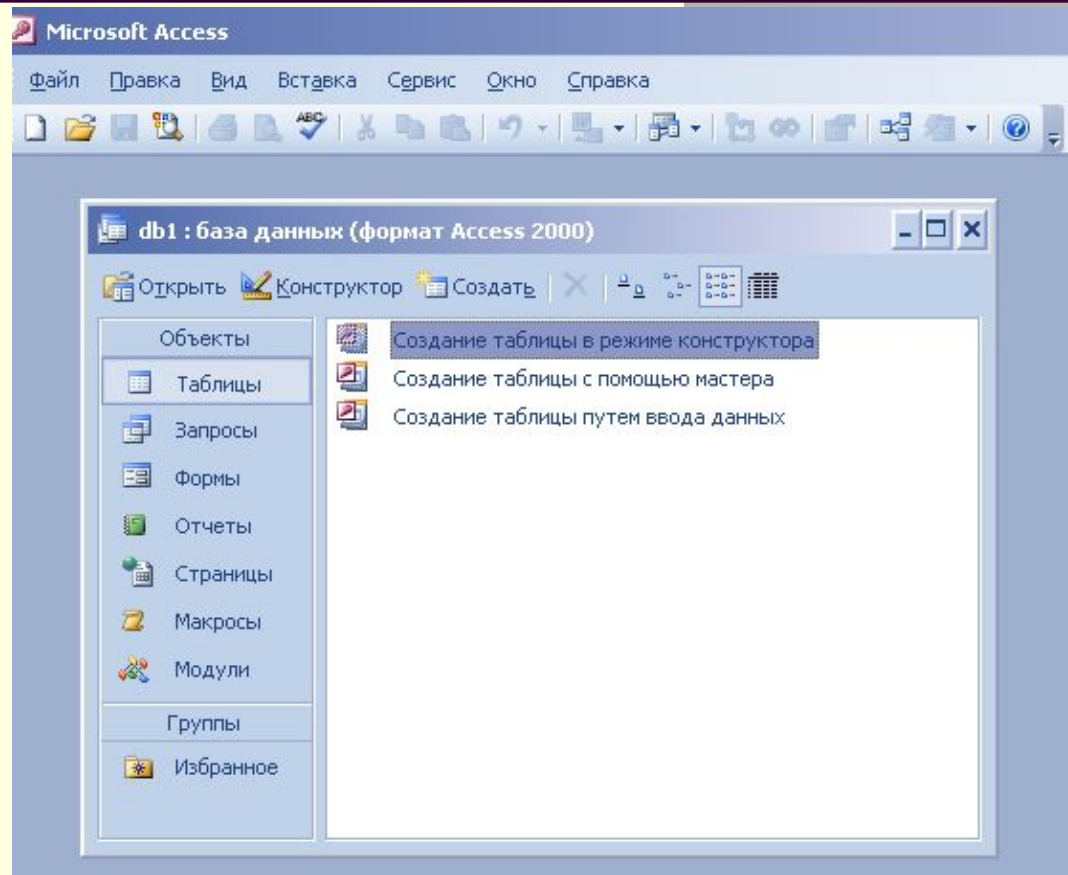 Microsoft Access
Файл Правка Вид Вставка Сервис Окно Справка
ABC
db1 : база данных (формат Access 2000)
Открыть Конструктор Создать
Объекты
Таблицы
Запросы
Формы
Отчеты
Страницы
Макросы
Модули
Группы
Избранное
Создание таблицы в режиме конструктора
Создание таблицы с помощью мастера
Создание таблицы путем ввода данных